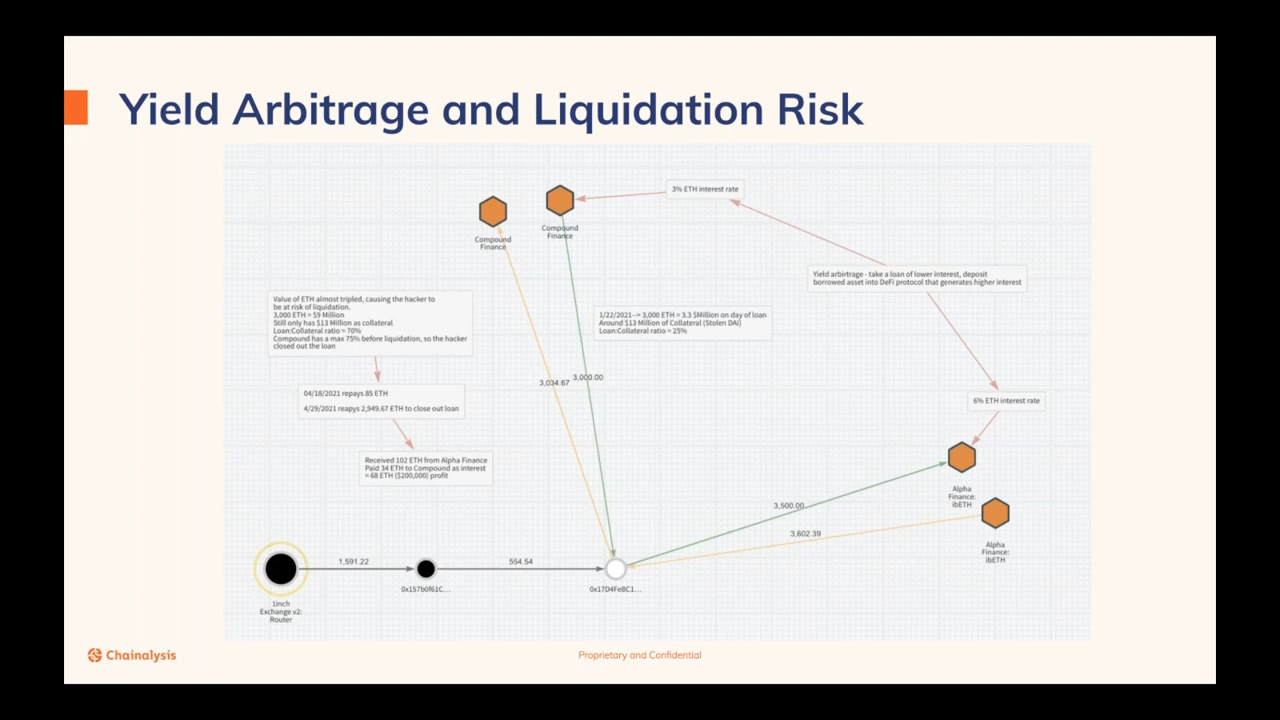 Yield Arbitrage and Liquidation Risk
3% ETH interest rate
Compound
Finance
Compound
Finance
Yield arbirtrage - take a loan of lower interest, deposit
borrowed asset into DeFi protocol that generates higher interest
Value of ETH almost tripled, causing the hacker to
be at risk of liquidation.
3,000 ETH = $9 Million
Still only has $13 Million as collateral
Loan:Collateral ratio = 70%
Compound has a max 75% before liquidation, so the hacker
closed out the loan
1/22/2021--> 3,000 ETH = 3.3 $Million on day of loan
Around $13 Million of Collateral (Stolen DAI)
Loan:Collateral ratio = 25%
3,034.67
3,000.00
04/18/2021 repays 85 ETH
4/29/2021 reapys 2,949.67 ETH to close out loan
6% ETH interest rate
Received 102 ETH from Alpha Finance
Paid 34 ETH to Compound as interest
= 68 ETH ($200,000) profit
Alpha
Finance:
ibETH
3,500.00
3,602.39
Alpha
Finance:
ibETH
1,591.22
554.54
1inch
Exchange v2:
Router
0x157b0f61C...
0x17D4FeBC1...
Chainalysis
Proprietary and Confidential